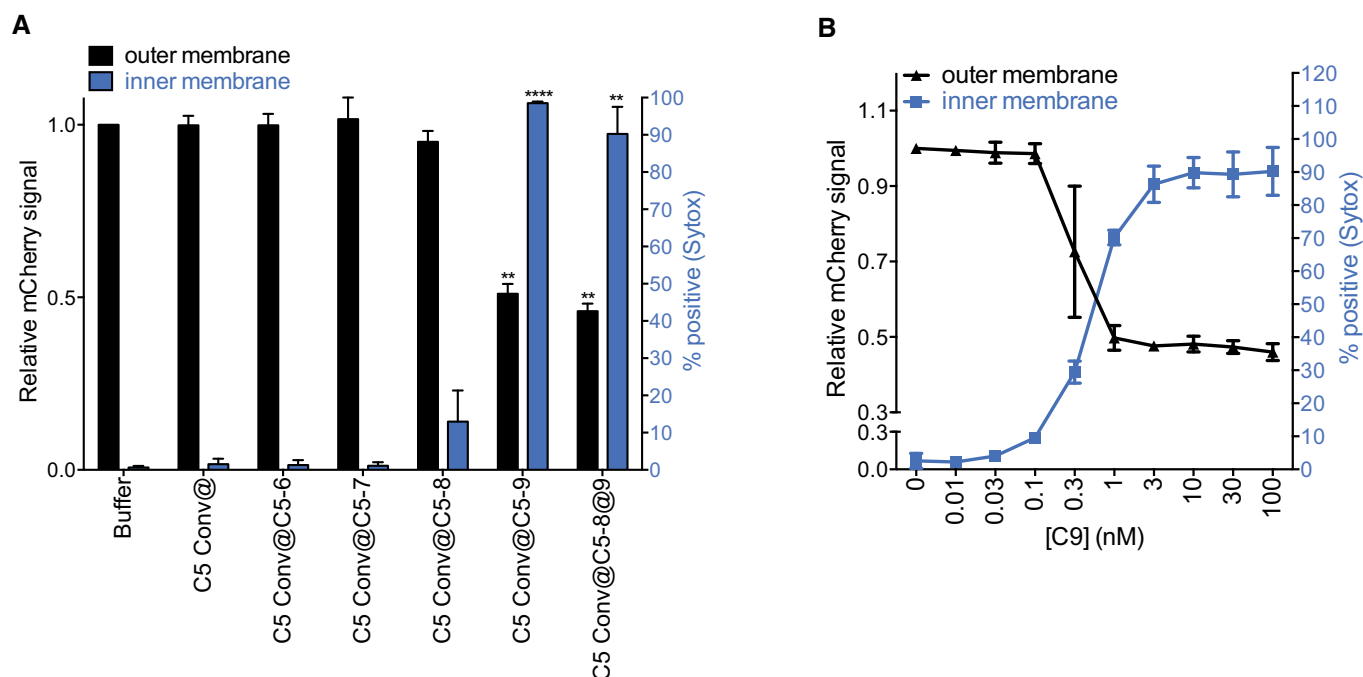 A
outer membrane
inner membrane
Relative mCherry signal
1.0
0.5
0.0
**
****
**
**
100
90
80
70
60
50
40
30
20
10
0
% positive (Sytox)
Buffer
C5 Conv@
C5 Conv@C5-6
C5 Conv@C5-7
C5 Conv@C5-8
C5 Conv@C5-9
C5 Conv@C5-8@9
B
outer membrane
inner membrane
Relative mCherry signal
1.1
0.9
0.7
0.5
0.3
0.3
0.0
120
110
100
90
80
70
60
50
40
30
20
10
0
% positive (Sytox)
0
0.01
0.03
0.1
0.3
1
3
10
30
100
[C9] (nM)